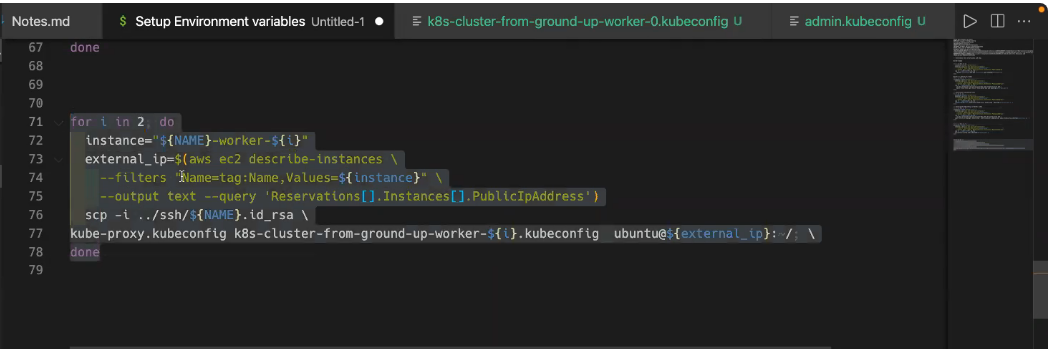 Notes.md
$ Setup Environment variables Untitled-1
k8s-cluster-from-ground-up-worker-0.kubeconfig U
admin.kubeconfig U
67 done
68
69
70
71 for i in 2; do
72 instance="${NAME}-worker-${i}"
73 external_ip=$(aws ec2 describe-instances \
74 --filters "Name=tag:Name,Values=${instance}" \
75 --output text --query 'Reservations[].Instances[].PublicIpAddress')
76 scp -i ../ssh/${NAME}.id_rsa \
77 kube-proxy.kubeconfig k8s-cluster-from-ground-up-worker-${i}.kubeconfig ubuntu@${external_ip}:~/; \
78 done
79